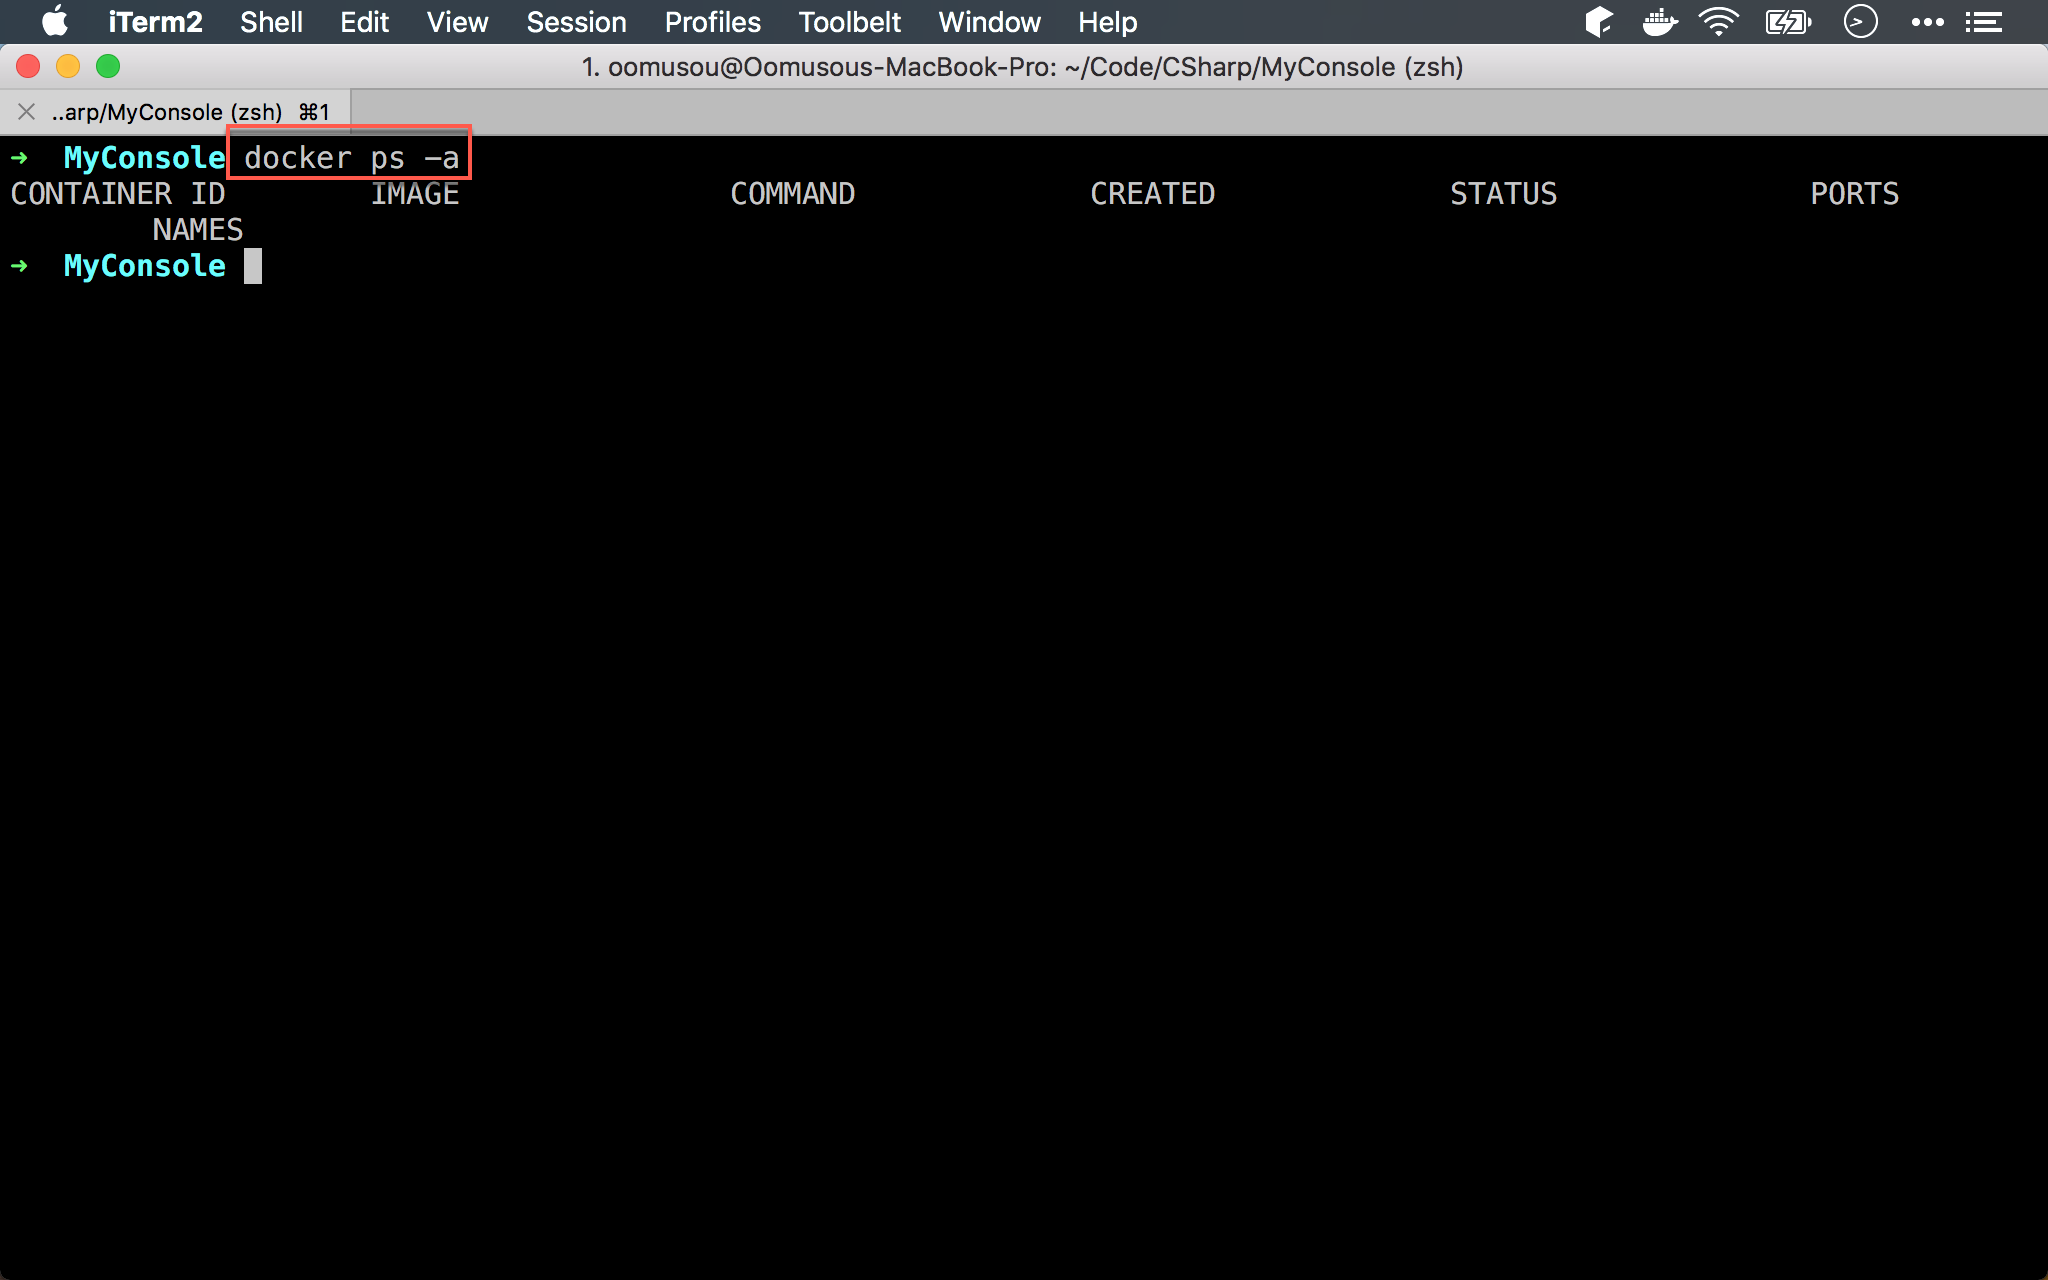 iTerm2 Shell Edit View Session Profiles Toolbelt Window Help
1. oomusou@Oomusous-MacBook-Pro: ~/Code/CSharp/MyConsole (zsh)
..arp/MyConsole (zsh) ⌘1
➜ MyConsole docker ps -a
CONTAINER ID IMAGE COMMAND CREATED STATUS PORTS
NAMES
➜ MyConsole